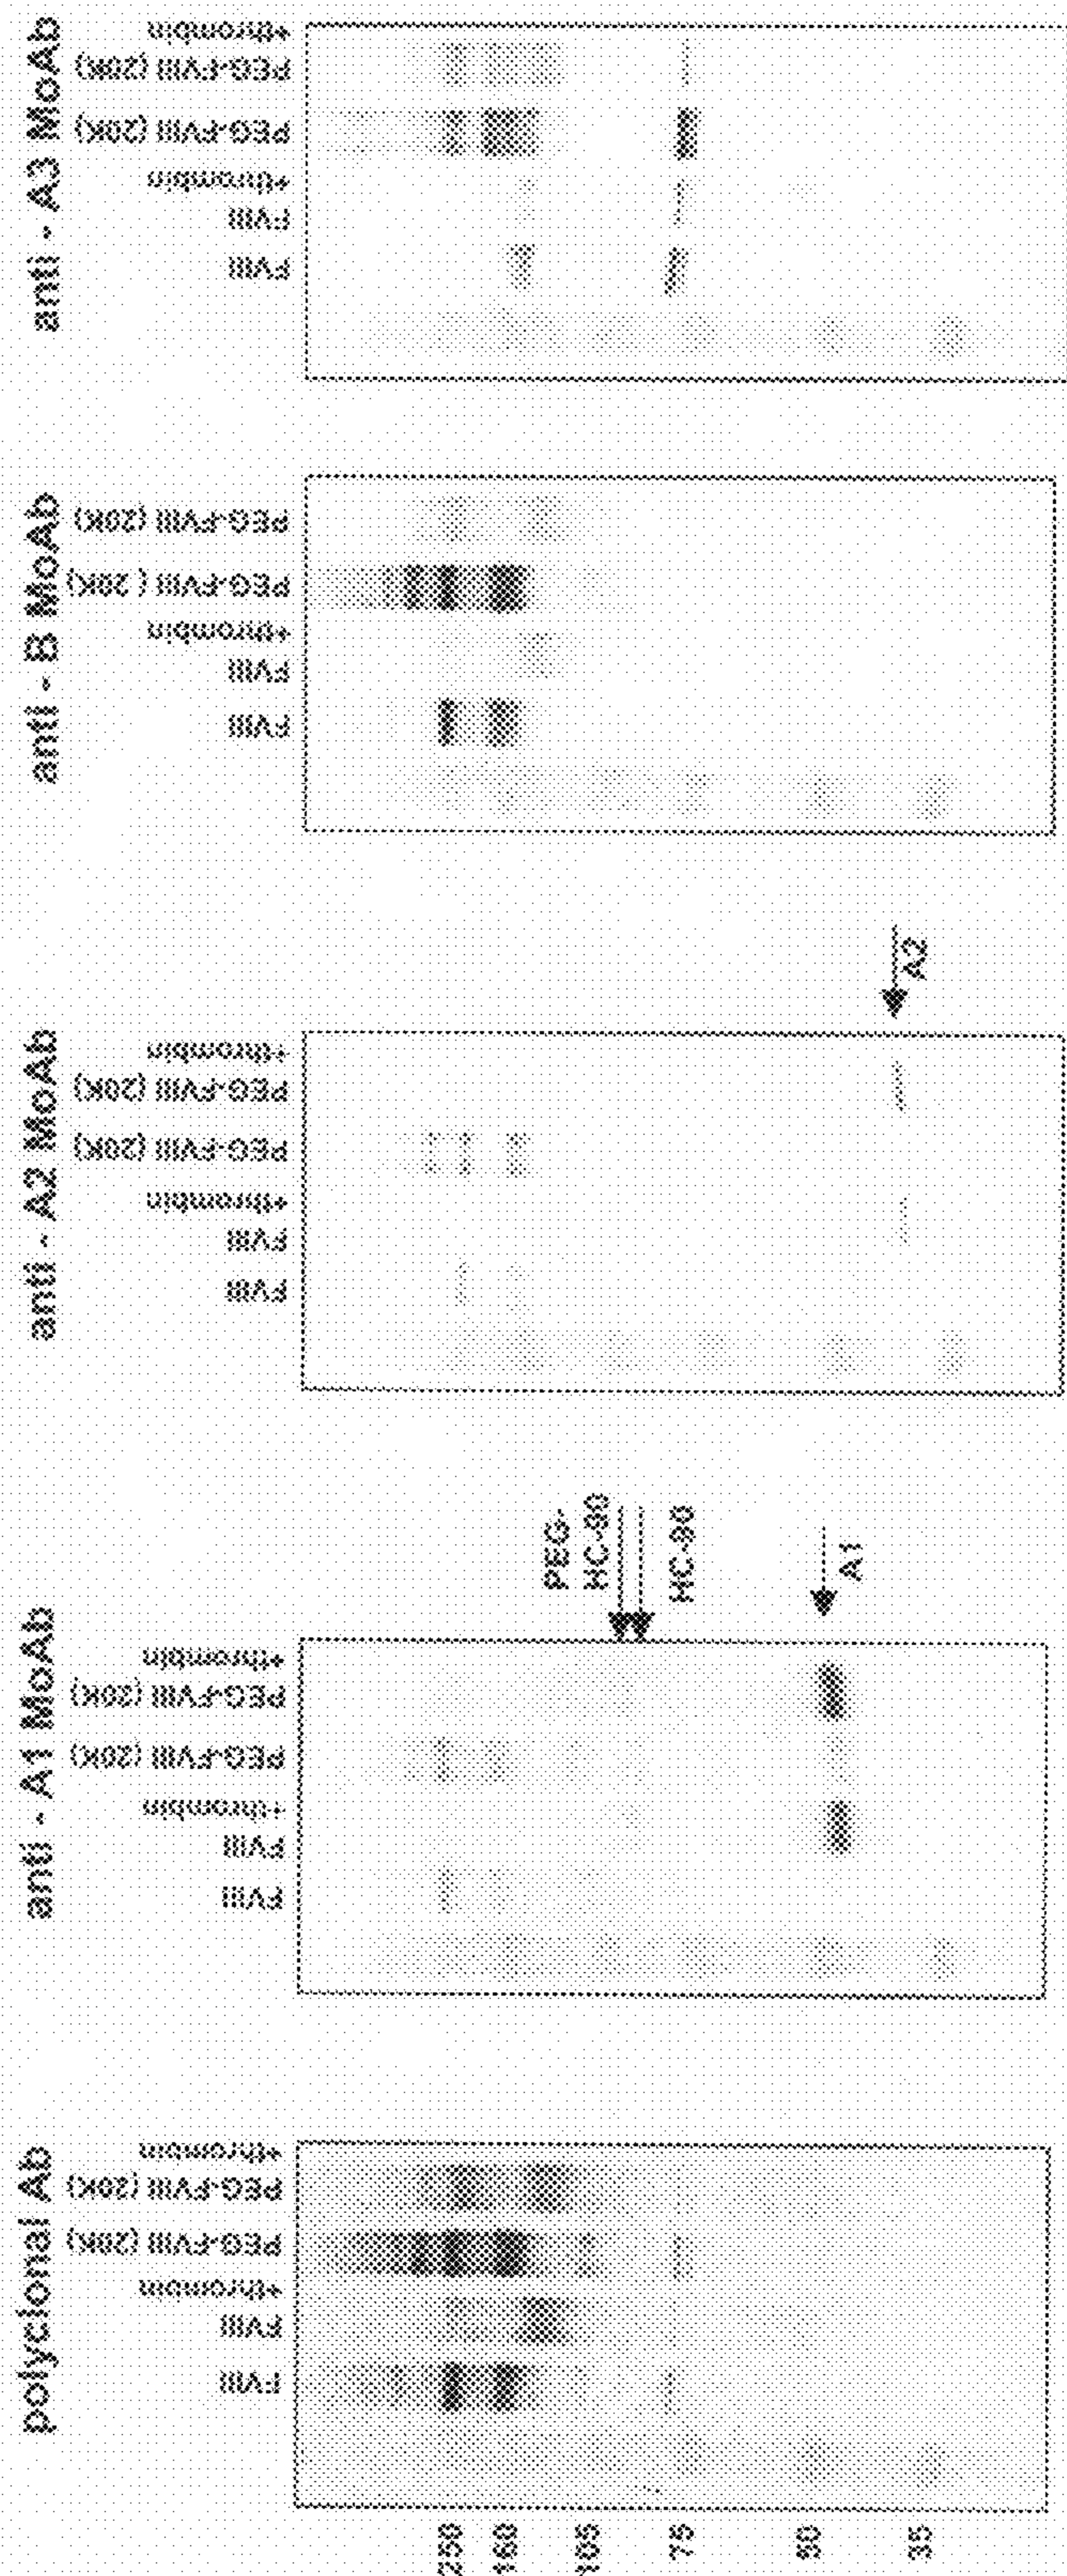 polyclonal Ab
FVIII
FVIII
+thrombin
PEG-FVIII (20K)
PEG-FVIII (20K)
+thrombin
250
160
105
75
50
35
anti - A1 MoAb
FVIII
FVIII
+thrombin
PEG-FVIII (20K)
PEG-FVIII (20K)
+thrombin
PEG-
HC-90
HC-90
A1
anti - A2 MoAb
FVIII
FVIII
+thrombin
PEG-FVIII (20K)
PEG-FVIII (20K)
+thrombin
A2
anti - B MoAb
FVIII
FVIII
+thrombin
PEG-FVIII ( 20K)
PEG-FVIII (20K)
anti - A3 MoAb
FVIII
FVIII
+thrombin
PEG-FVIII (20K)
PEG-FVIII (20K)
+thrombin